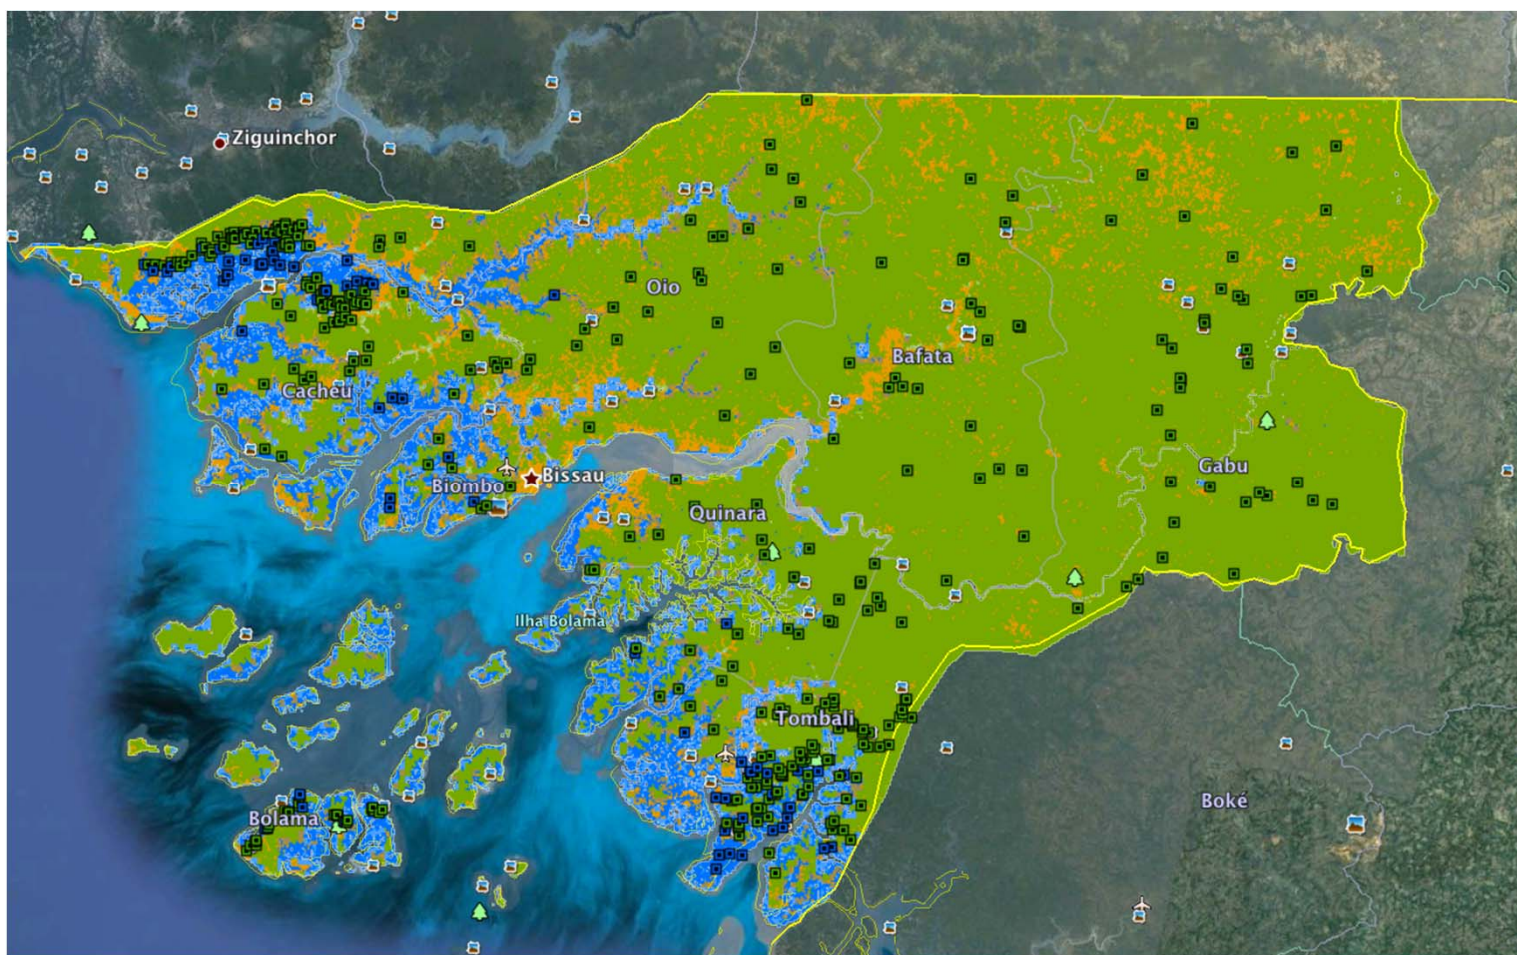 Ziguinchor
Oio
Bafata
Cacheu
Gabu
Bissau
Biombo
Quinara
Ilha Bolama
Tombali
Boké
Bolama